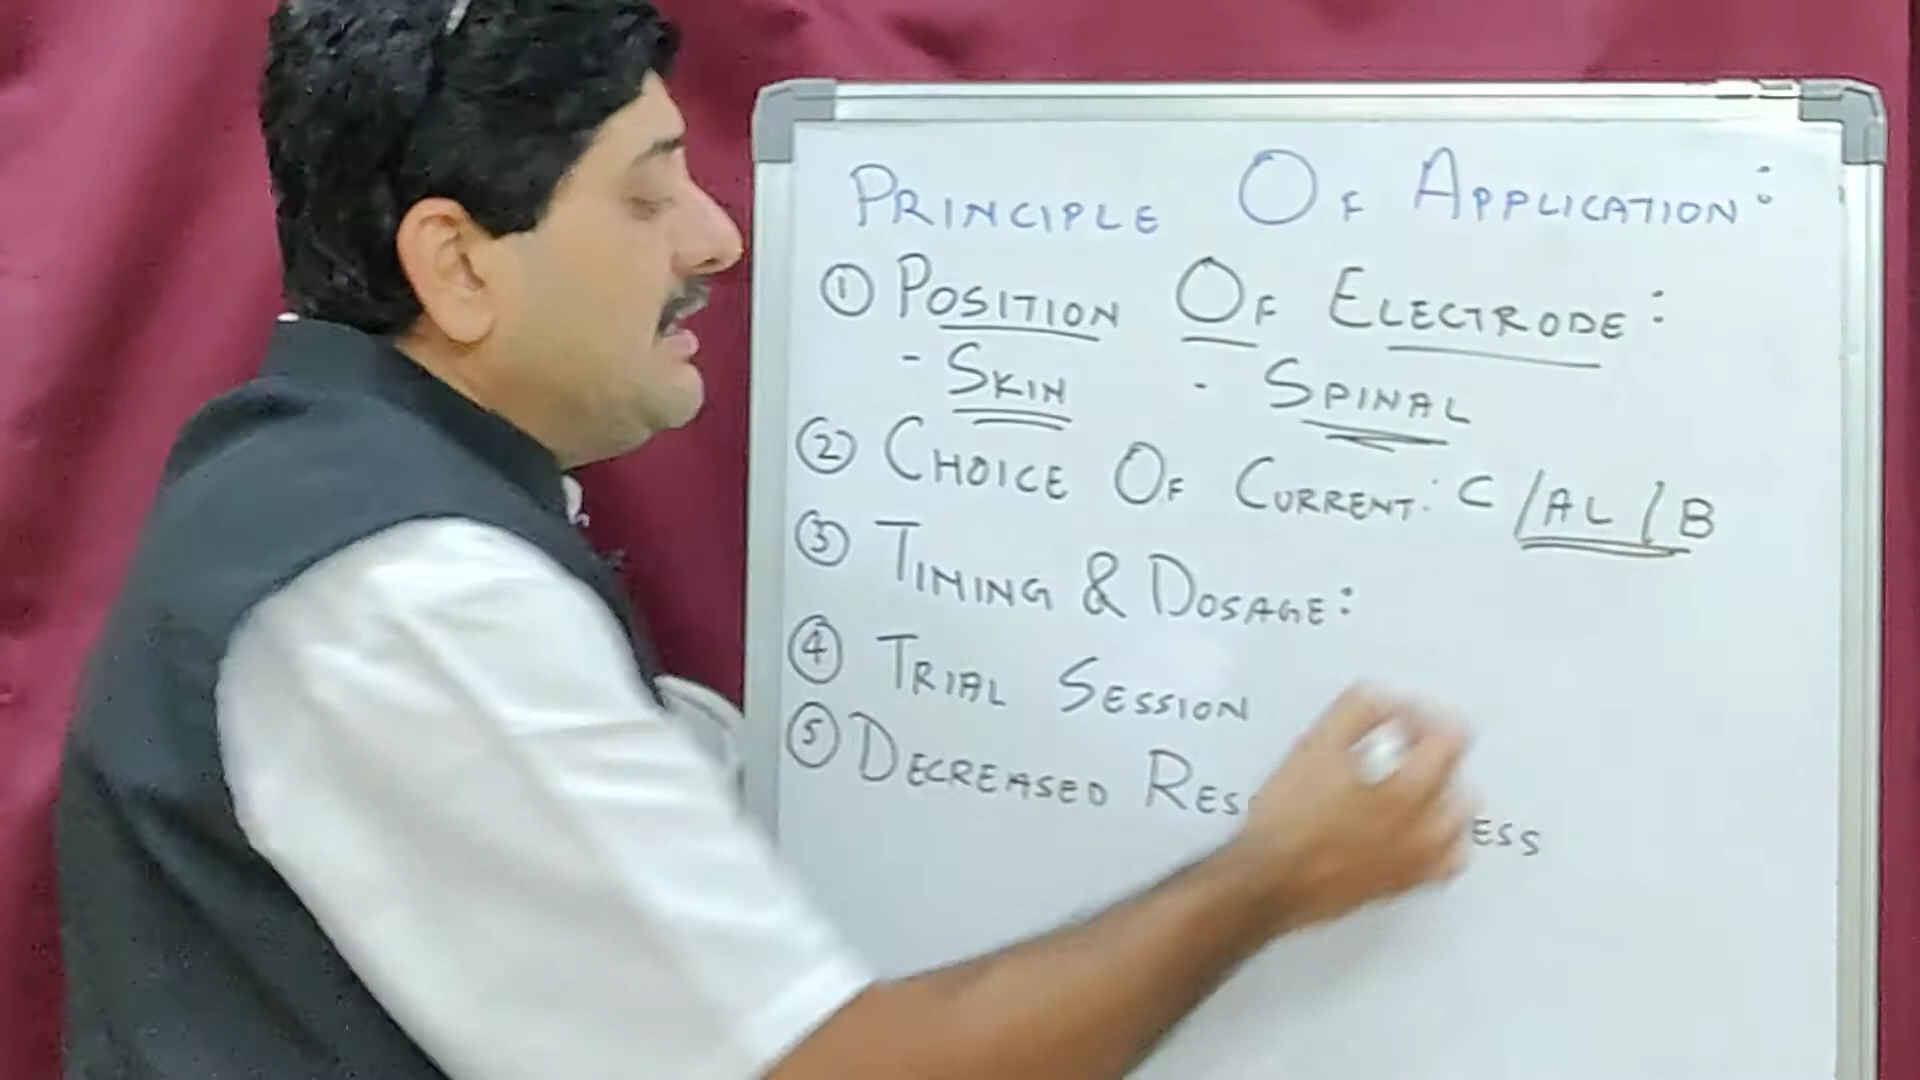 PRINCIPLE OF APPLICATION:
① POSITION OF ELECTRODE:
- SKIN - SPINAL
② CHOICE OF CURRENT: C/AL/B
③ TIMING & DOSAGE:
④ TRIAL SESSION
⑤ DECREASED